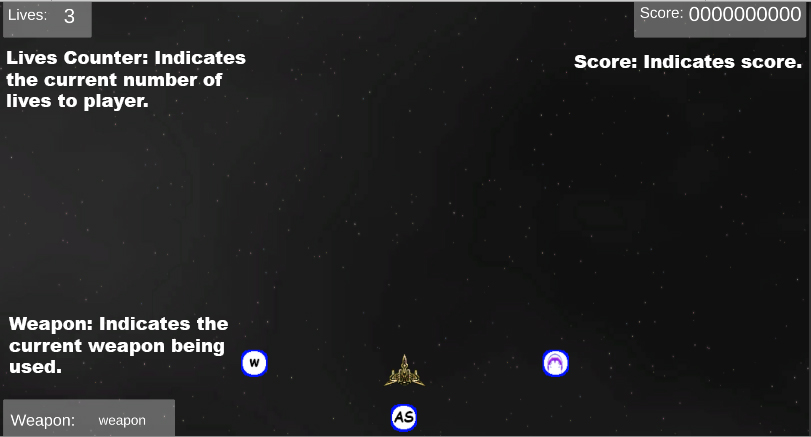 Lives: 3
Score: 0000000000
Lives Counter: Indicates
the current number of
lives to player.
Score: Indicates score.
Weapon: Indicates the
current weapon being
used.
W
AS
Weapon: weapon